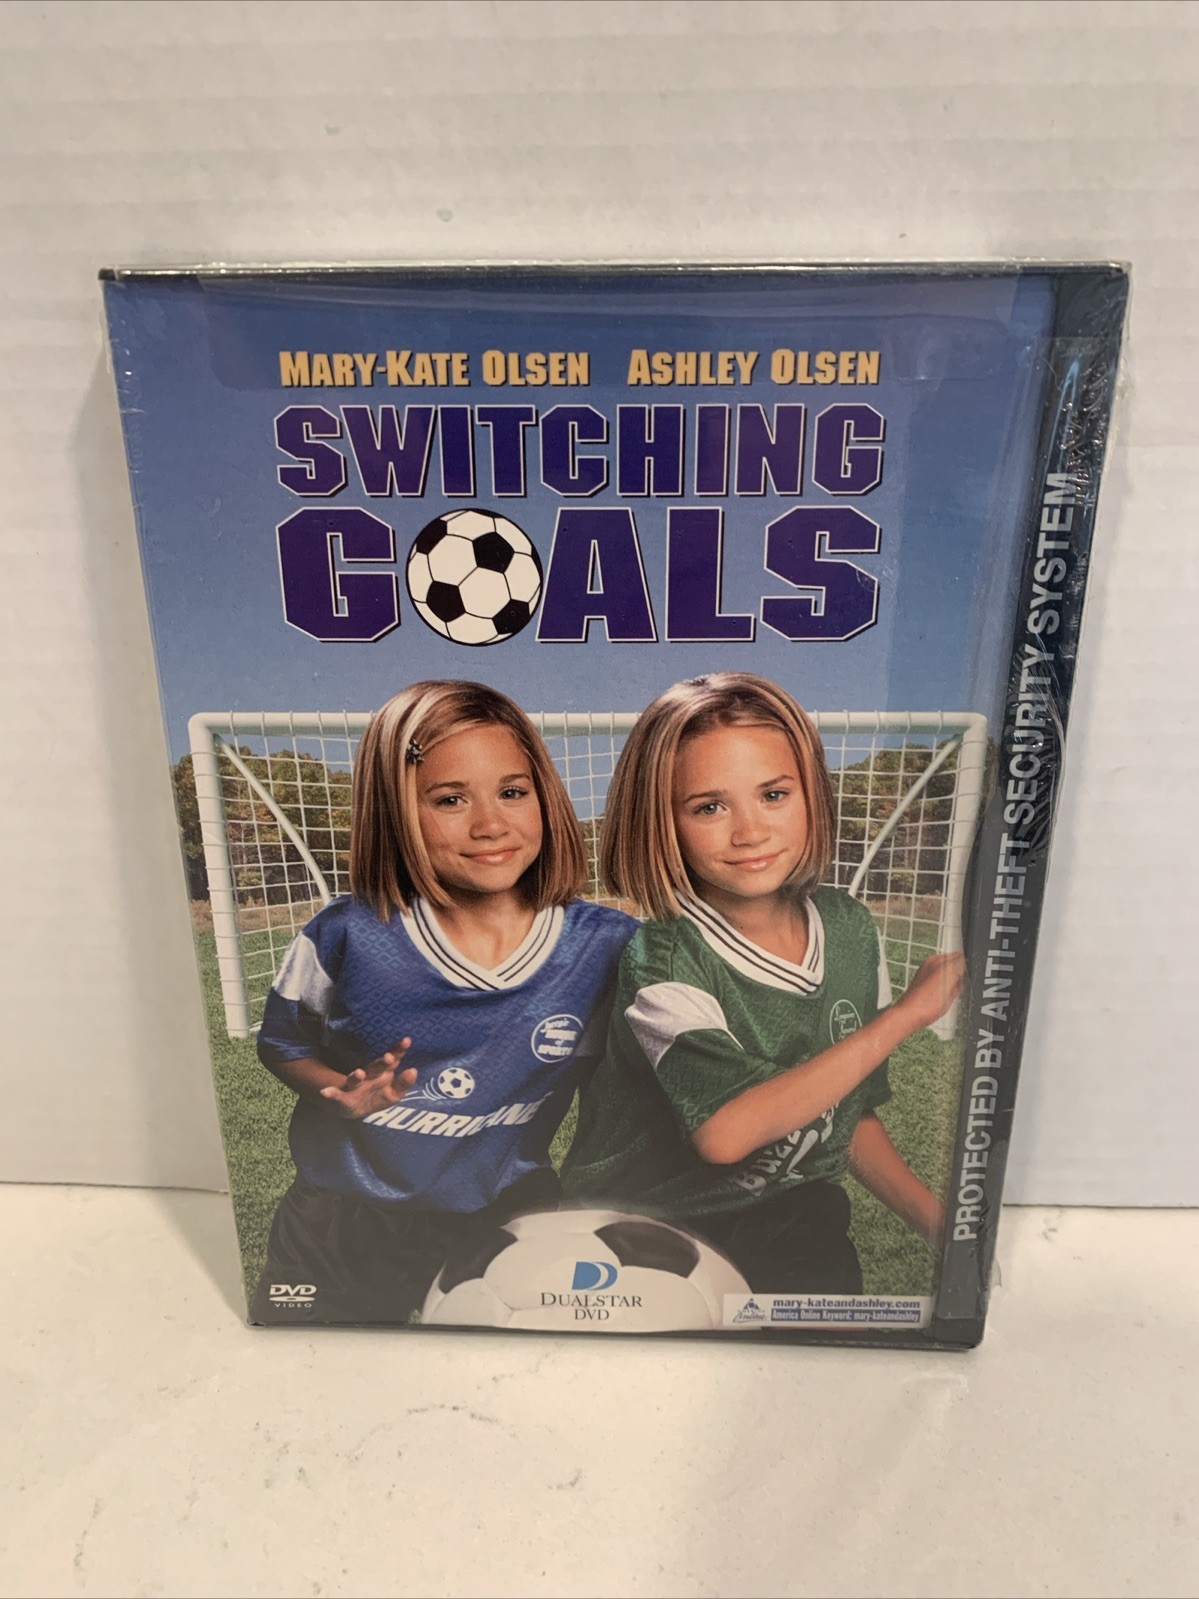 MARY-KATE OLSEN ASHLEY OLSEN
SWITCHING
GOALS
HURRICANE
SPORTS
DVD
VIDEO
DUALSTAR
DVD
mary-kateandashley.com
America Online Keyword: mary-kateandashley
PROTECTED BY ANTI-THEFT SECURITY SYSTEM